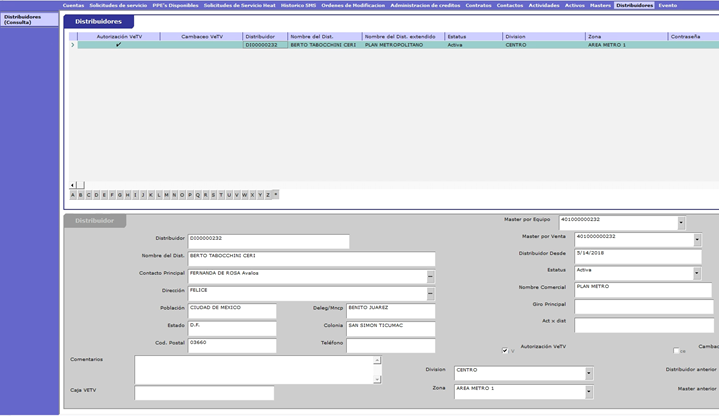 Cuentas Solicitudes de servicio PPE's Disponibles Cambaceo Solicitudes de Servicio Heat Historico SMS Ordenes de Modificacion Administracion de creditos Contratos Contactos Actividades Activos Masters Distribuidores Evento
Distribuidores (Consulta)
Distribuidores
Autorización VeTV Cambaceo VeTV Distribuidor Nombre del Dist. Nombre del Dist. extendido Estatus Division Zona Contraseña
DI00000232 BERTO TABOCCHINI CERI PLAN METROPOLITANO Activa CENTRO AREA METRO 1
A B C D E F G H I J K L M N O P Q R S T U V W X Y Z *
Distribuidor
Master por Equipo 401000000232
Distribuidor DI00000232 Master por Venta 401000000232
Nombre del Dist. BERTO TABOCCHINI CERI Distribuidor Desde 5/14/2018
Contacto Principal FERNANDA DE ROSA Avalos Estatus Activa
Dirección FELICE Nombre Comercial PLAN METRO
Población CIUDAD DE MEXICO Deleg/Mncp BENITO JUAREZ Giro Principal
Estado D.F. Colonia SAN SIMON TICUMAC Act x dist
Cod. Postal 03660 Teléfono
V Autorización VeTV Cambac
Comentarios
Division CENTRO Distribuidor anterior
Caja VETV Zona AREA METRO 1 Master anterior